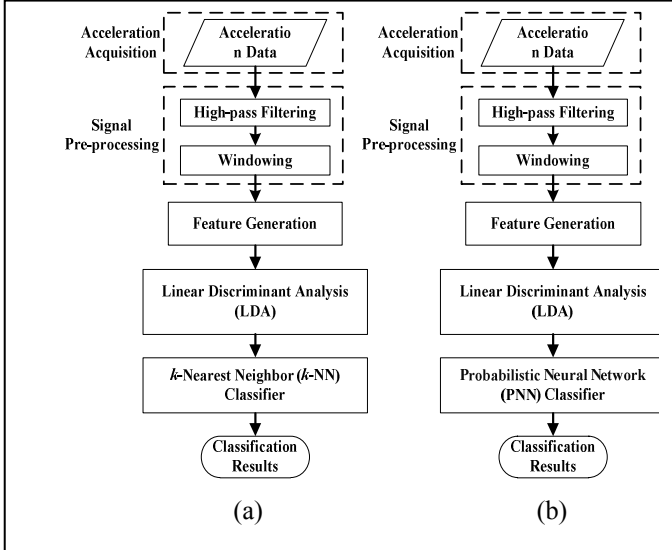 Acceleration
Acquisition
Acceleratio
n Data
High-pass Filtering
Signal
Pre-processing
Windowing
Feature Generation
Linear Discriminant Analysis
(LDA)
k-Nearest Neighbor (k-NN)
Classifier
Classification
Results
(a)
Acceleration
Acquisition
Acceleratio
n Data
High-pass Filtering
Signal
Pre-processing
Windowing
Feature Generation
Linear Discriminant Analysis
(LDA)
Probabilistic Neural Network
(PNN) Classifier
Classification
Results
(b)